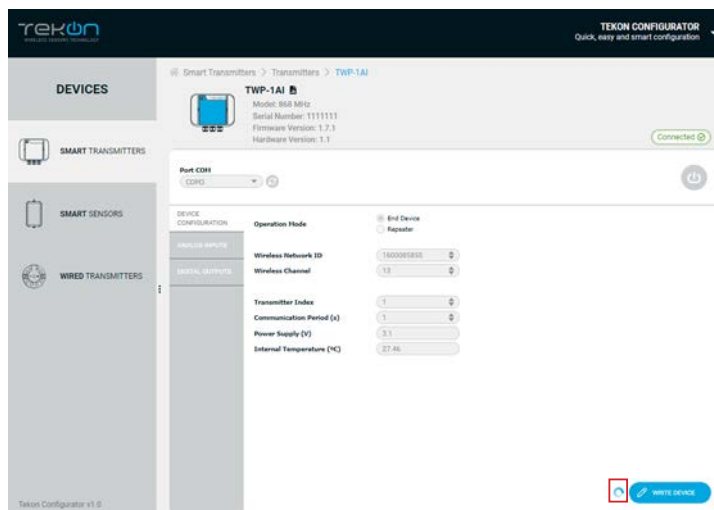 TEKON
WIRELESS SENSORS TECHNOLOGY
TEKON CONFIGURATOR
Quick, easy and smart configuration
DEVICES
SMART TRANSMITTERS
SMART SENSORS
WIRED TRANSMITTERS
Tekon Configurator v1.0
Smart Transmitters > Transmitters > TWP-1AI
TWP-1AI
Model: 868 MHz
Serial Number: 1111111
Firmware Version: 1.7.1
Hardware Version: 1.1
Connected
Port COM
COM3
DEVICE
CONFIGURATION
ANALOG INPUTS
DIGITAL OUTPUTS
Operation Mode
End Device
Repeater
Wireless Network ID
Wireless Channel 13
Transmitter Index 1
Communication Period (s) 1
Power Supply (V) 3.1
Internal Temperature (ºC) 27.46
WRITE DEVICE